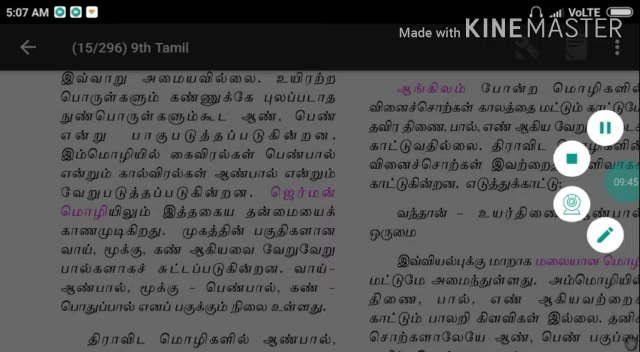 5:07 AM
VoLTE
Made with KINEMASTER
(15/296) 9th Tamil
இவ்வாறு அமையவில்லை. உயிரற்ற
பொருள்களும் கண்ணுக்கே புலப்படாத
நுண்பொருள்களும்கூட ஆண், பெண்
என்று பாகுபடுத்தப்படுகின்றன.
இம்மொழியில் கைவிரல்கள் பெண்பால்
என்றும் கால்விரல்கள் ஆண்பால் என்றும்
வேறுபடுத்தப்படுகின்றன. ஜெர்மன்
மொழியிலும் இத்தகைய தன்மையைக்
காணமுடிகிறது. முகத்தின் பகுதிகளான
வாய், மூக்கு, கண் ஆகியவை வேறுவேறு
பால்களாகச் சுட்டப்படுகின்றன. வாய்-
ஆண்பால், மூக்கு – பெண்பால், கண் –
பொதுப்பால் எனப் பகுக்கும் நிலை உள்ளது.
திராவிட மொழிகளில் ஆண்பால்,
ஆங்கிலம் போன்ற மொழிகளில்
வினைச்சொற்கள் காலத்தை மட்டும் காட்டும்
தவிர திணை, பால், எண் ஆகிய
காட்டுவதில்லை. திராவிட
வினைச்சொற்கள் இவற்றை
காட்டுகின்றன. எடுத்துக்காட்டு:
வந்தான் – உயர்திணை, ஆண்பால்
ஒருமை
இவ்வியல்புக்கு மாறாக மலையாள மொழி
மட்டுமே அமைந்துள்ளது. அம்மொழியில்
திணை, பால், எண் ஆகியவற்றைக்
காட்டும் பாலறி கிளவிகள் இல்லை.
சொற்களாலேயே ஆண், பெண்
09:45